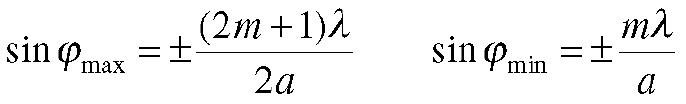 sin φ_max = ± (2m + 1)λ / 2a    sin φ_min = ± mλ / a